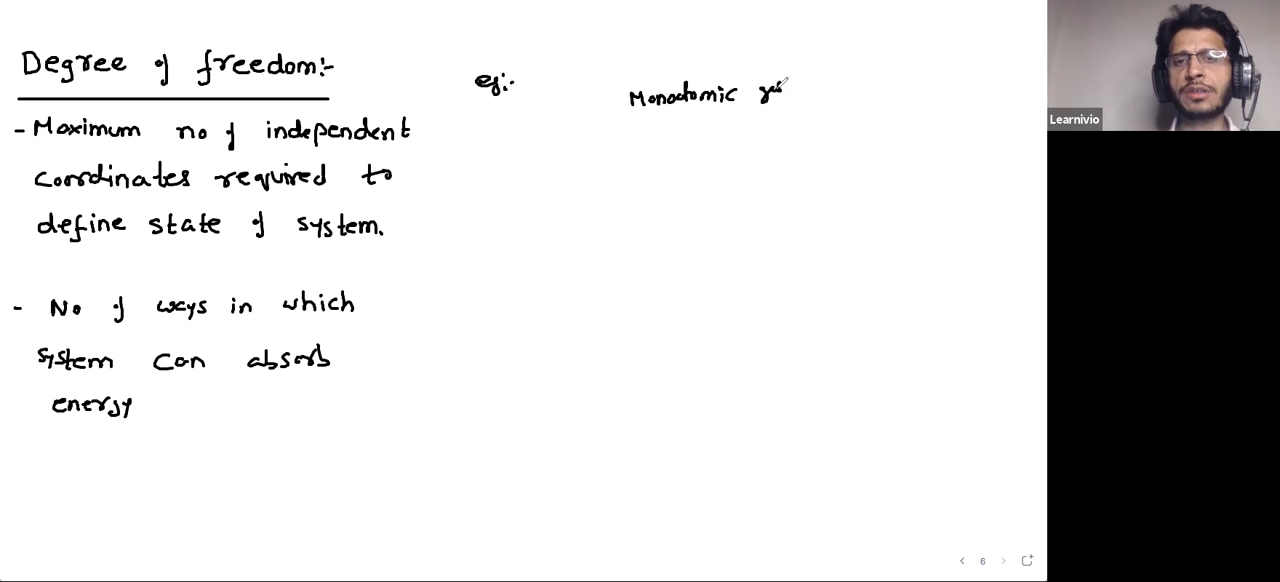 Degree of freedom:-
- Maximum no of independent
coordinates required to
define state of system.
- No of ways in which
system can absorb
energy
eg:-
Monoatomic
Learnivio
6